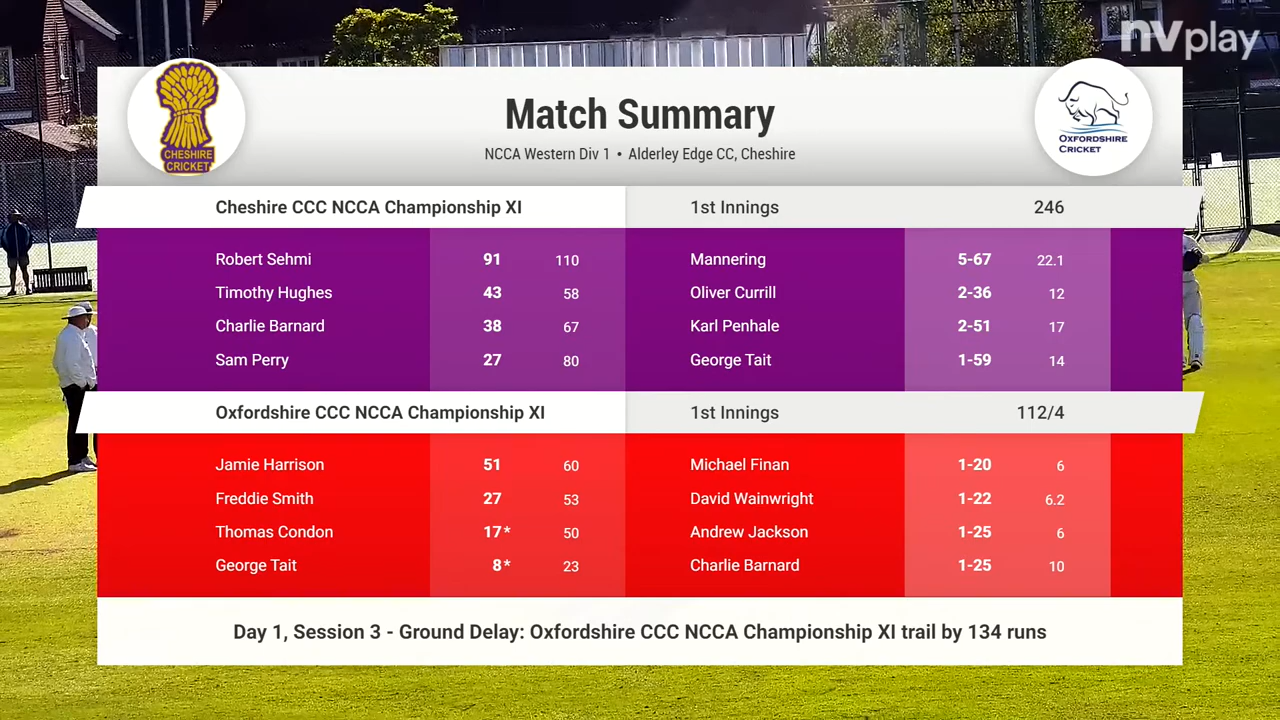 nvplay
Match Summary
NCCA Western Div 1 • Alderley Edge CC, Cheshire
CHESHIRE
CRICKET
OXFORDSHIRE
CRICKET
Cheshire CCC NCCA Championship XI 1st Innings 246
Robert Sehmi 91 110 Mannering 5-67 22.1
Timothy Hughes 43 58 Oliver Currill 2-36 12
Charlie Barnard 38 67 Karl Penhale 2-51 17
Sam Perry 27 80 George Tait 1-59 14
Oxfordshire CCC NCCA Championship XI 1st Innings 112/4
Jamie Harrison 51 60 Michael Finan 1-20 6
Freddie Smith 27 53 David Wainwright 1-22 6.2
Thomas Condon 17* 50 Andrew Jackson 1-25 6
George Tait 8* 23 Charlie Barnard 1-25 10
Day 1, Session 3 - Ground Delay: Oxfordshire CCC NCCA Championship XI trail by 134 runs